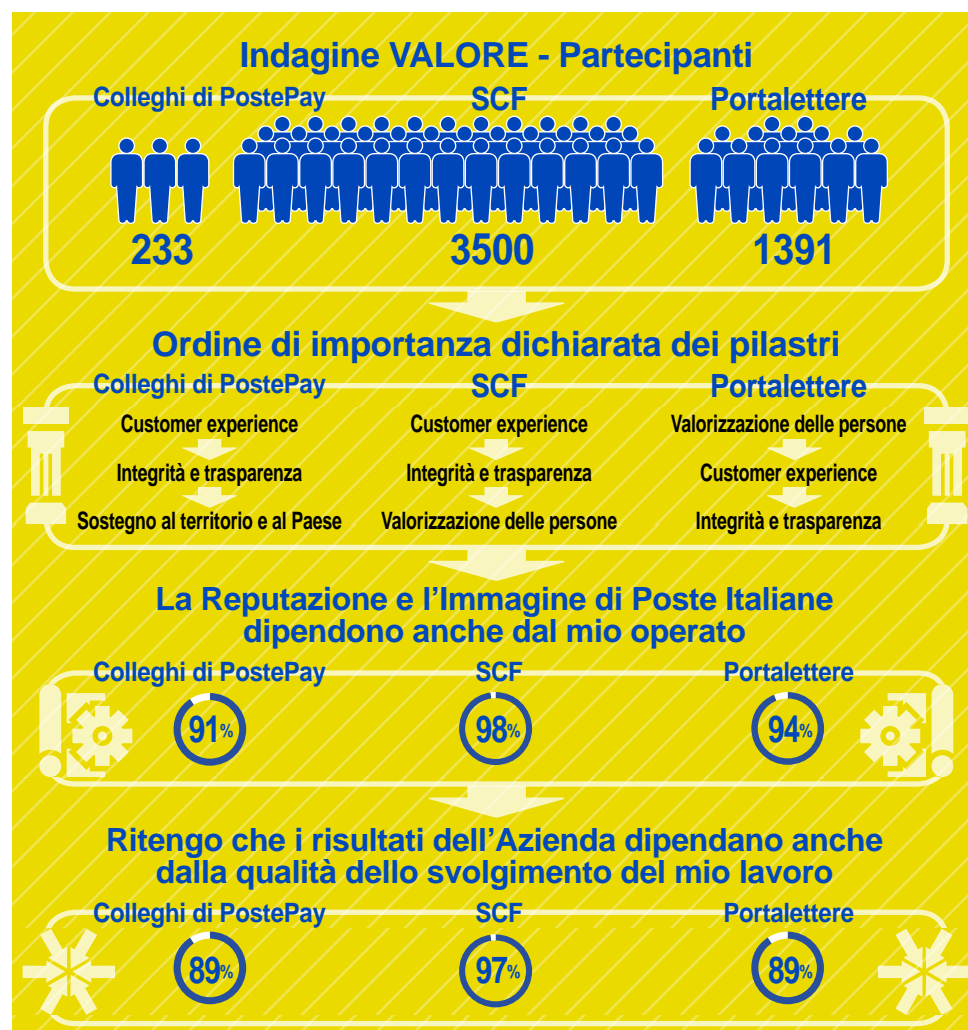 Indagine VALORE - Partecipanti
Colleghi di PostePay
SCF
Portalettere
233
3500
1391
Ordine di importanza dichiarata dei pilastri
Colleghi di PostePay
SCF
Portalettere
Customer experience
Customer experience
Valorizzazione delle persone
Integrità e trasparenza
Integrità e trasparenza
Customer experience
Sostegno al territorio e al Paese
Valorizzazione delle persone
Integrità e trasparenza
La Reputazione e l’Immagine di Poste Italiane
dipendono anche dal mio operato
Colleghi di PostePay
SCF
Portalettere
91%
98%
94%
Ritengo che i risultati dell’Azienda dipendano anche
dalla qualità dello svolgimento del mio lavoro
Colleghi di PostePay
SCF
Portalettere
89%
97%
89%